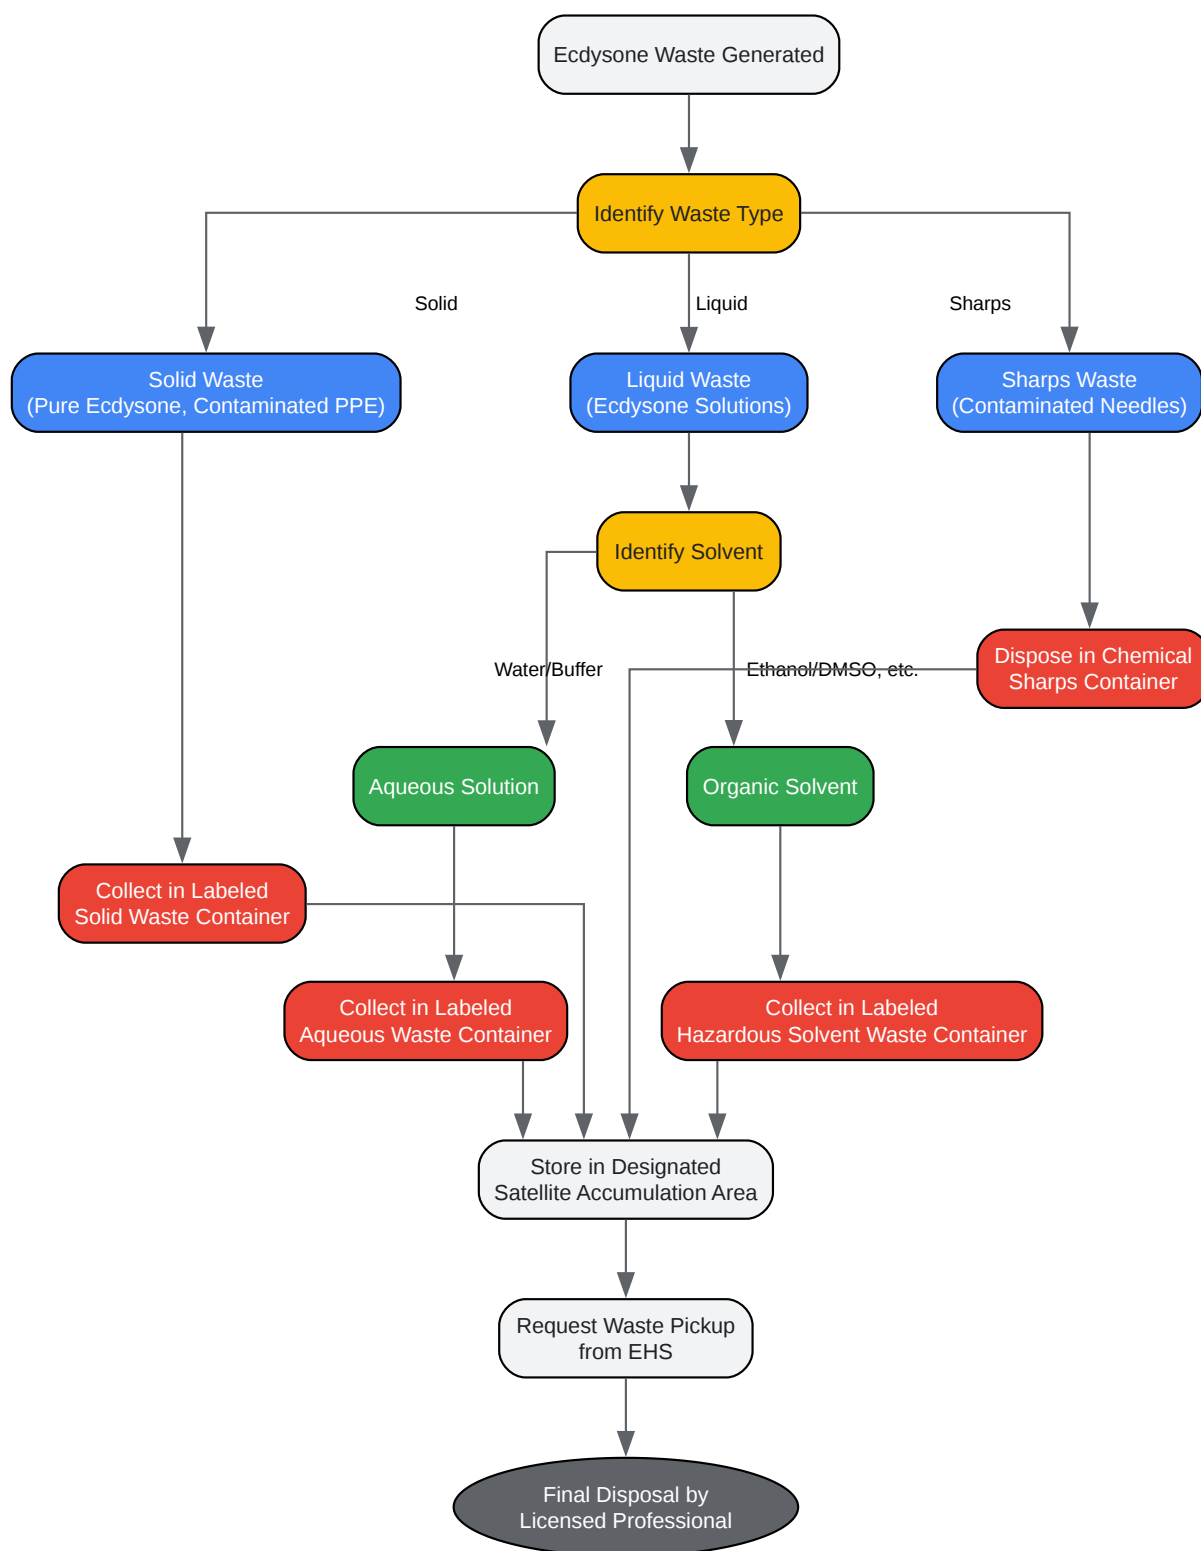 Ecdysone Waste Generated
Identify Waste Type
Solid
Liquid
Sharps
Solid Waste
(Pure Ecdysone, Contaminated PPE)
Liquid Waste
(Ecdysone Solutions)
Sharps Waste
(Contaminated Needles)
Identify Solvent
Water/Buffer
Ethanol/DMSO, etc.
Dispose in Chemical
Sharps Container
Aqueous Solution
Organic Solvent
Collect in Labeled
Solid Waste Container
Collect in Labeled
Aqueous Waste Container
Collect in Labeled
Hazardous Solvent Waste Container
Store in Designated
Satellite Accumulation Area
Request Waste Pickup
from EHS
Final Disposal by
Licensed Professional